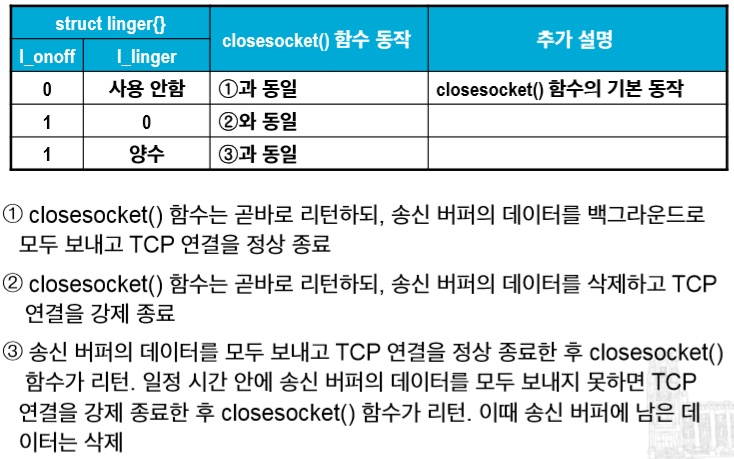 struct linger{}
closesocket() 함수 동작
추가 설명
l_onoff
l_linger
0 사용 안함 ①과 동일 closesocket() 함수의 기본 동작
1 0 ②와 동일
1 양수 ③과 동일
① closesocket() 함수는 곧바로 리턴하되, 송신 버퍼의 데이터를 백그라운드로
모두 보내고 TCP 연결을 정상 종료
② closesocket() 함수는 곧바로 리턴하되, 송신 버퍼의 데이터를 삭제하고 TCP
연결을 강제 종료
③ 송신 버퍼의 데이터를 모두 보내고 TCP 연결을 정상 종료한 후 closesocket()
함수가 리턴. 일정 시간 안에 송신 버퍼의 데이터를 모두 보내지 못하면 TCP
연결을 강제 종료한 후 closesocket() 함수가 리턴. 이때 송신 버퍼에 남은 데
이터는 삭제